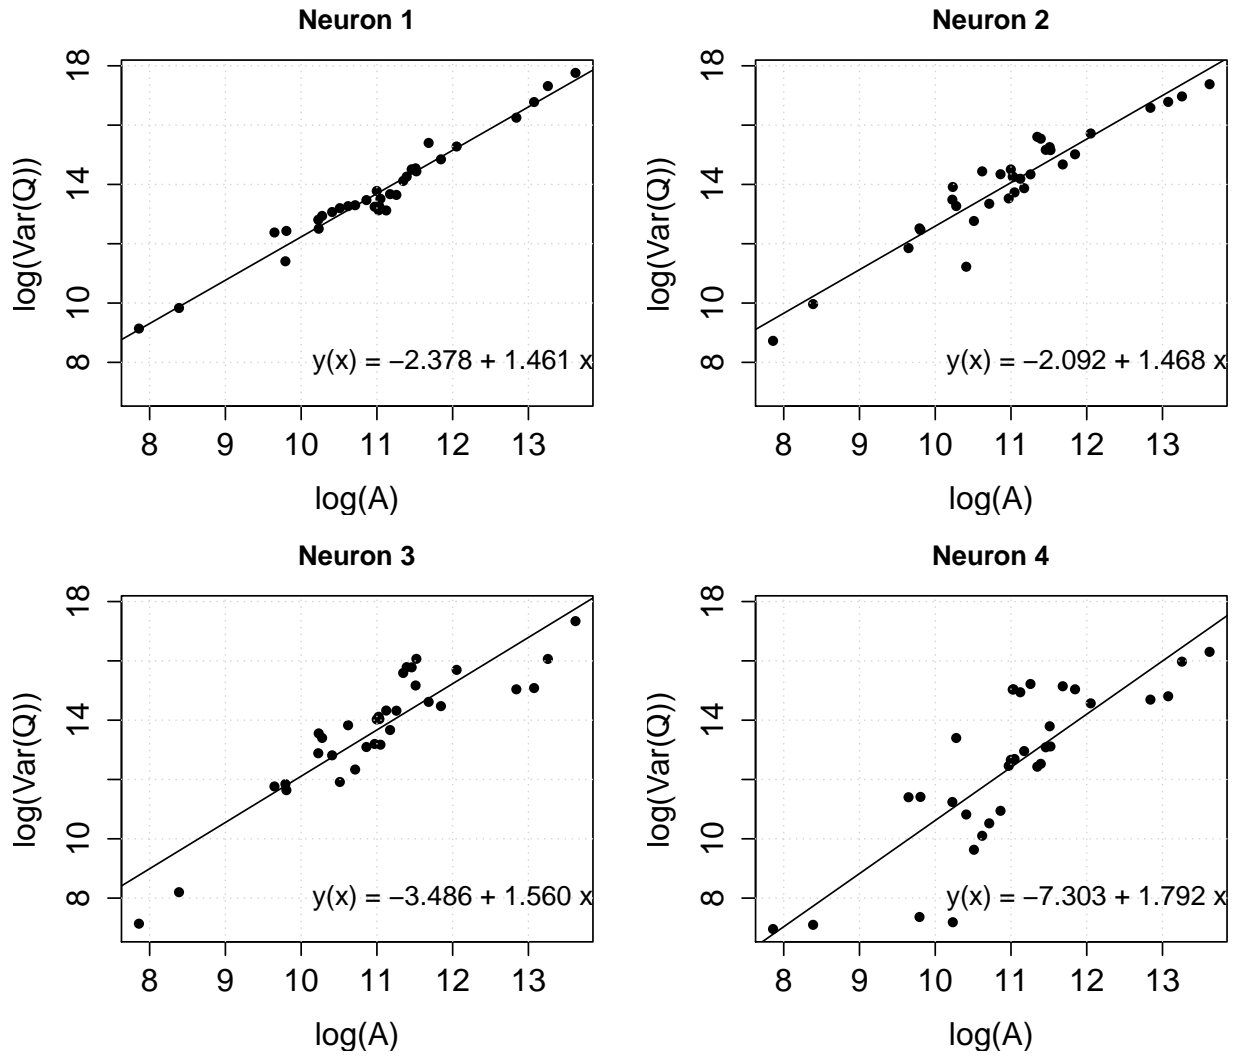 Neuron 1
log(Var(Q))
18
14
10
8
y(x) = −2.378 + 1.461 x
8 9 10 11 12 13
log(A)
Neuron 2
log(Var(Q))
18
14
10
8
y(x) = −2.092 + 1.468 x
8 9 10 11 12 13
log(A)
Neuron 3
log(Var(Q))
18
14
10
8
y(x) = −3.486 + 1.560 x
8 9 10 11 12 13
log(A)
Neuron 4
log(Var(Q))
18
14
10
8
y(x) = −7.303 + 1.792 x
8 9 10 11 12 13
log(A)